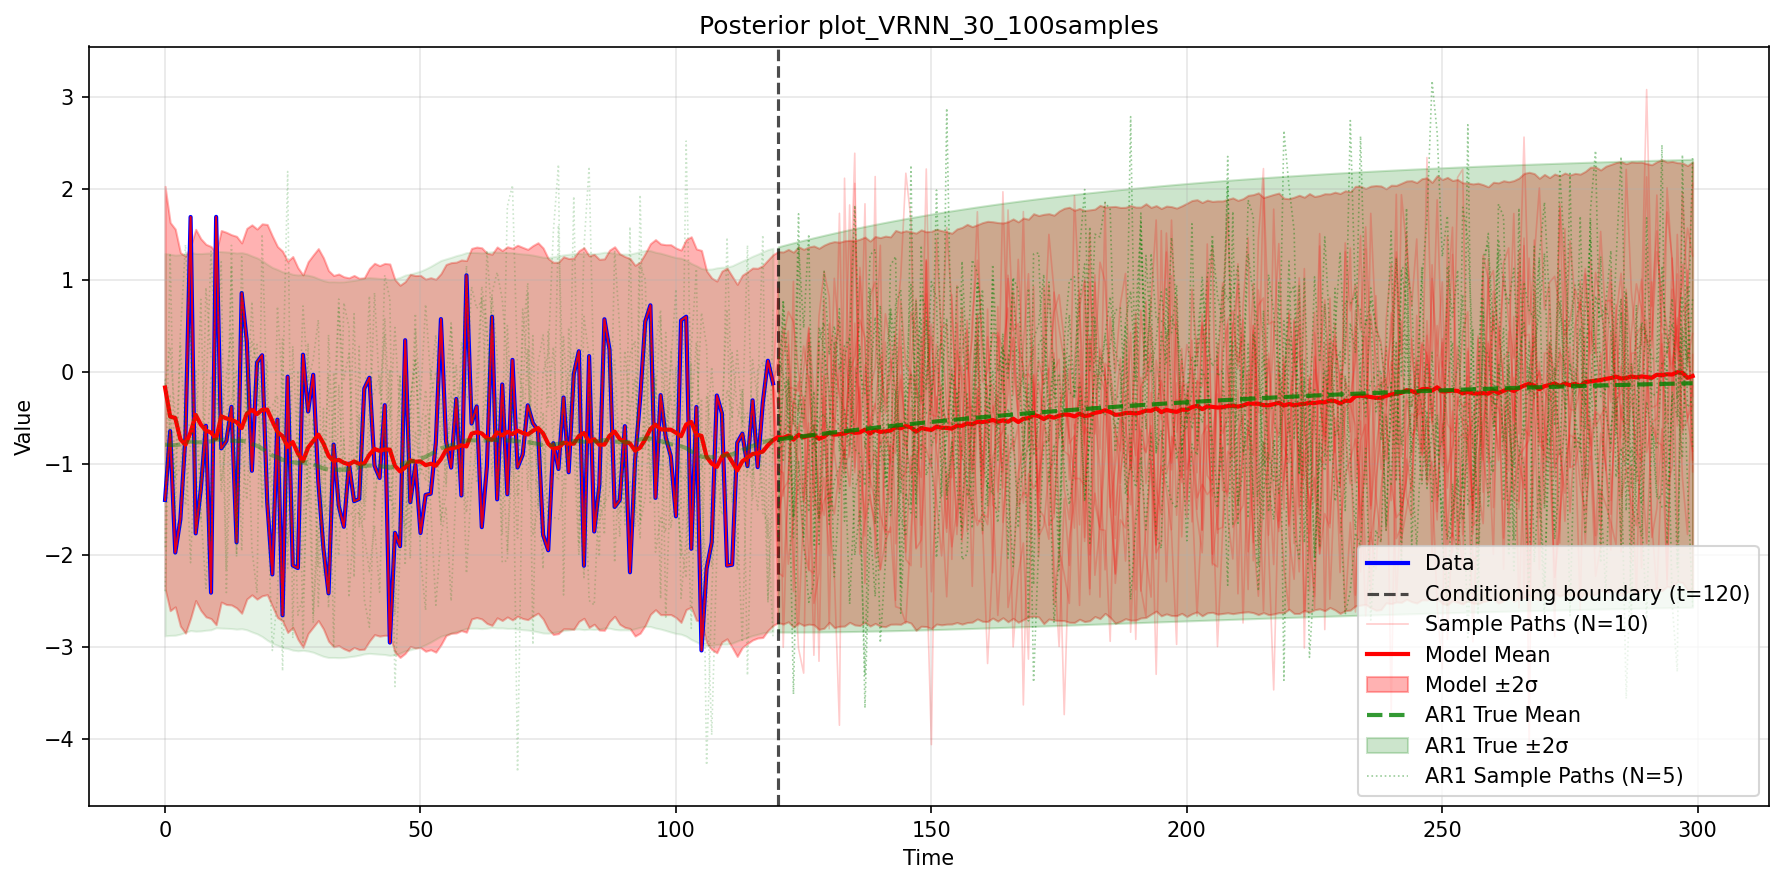 Posterior plot_VRNN_30_100samples
Value
3
2
1
0
−1
−2
−3
−4
0
50
100
150
200
250
300
Time
Data
Conditioning boundary (t=120)
Sample Paths (N=10)
Model Mean
Model ±2σ
AR1 True Mean
AR1 True ±2σ
AR1 Sample Paths (N=5)